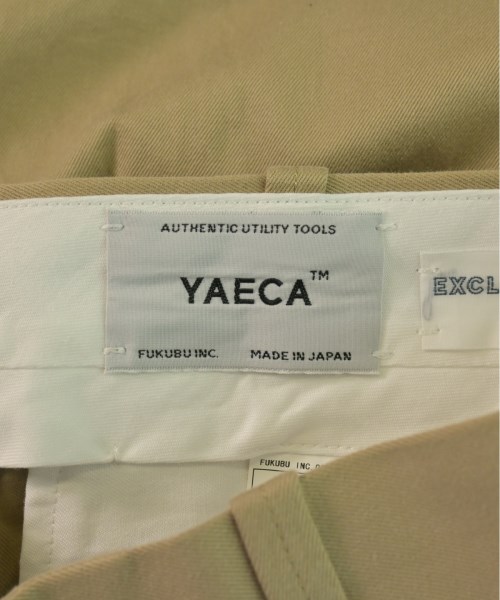 AUTHENTIC UTILITY TOOLS
YAECA™
FUKUBU INC. MADE IN JAPAN
EXCL
FUKUBU INC